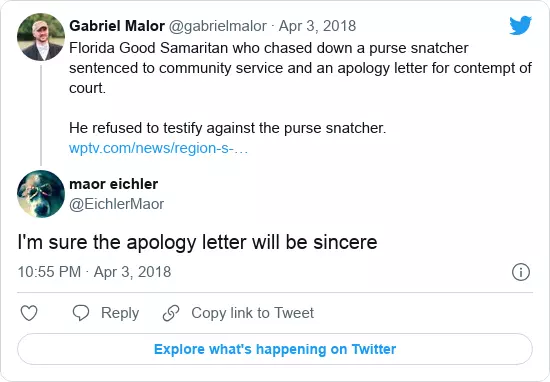 Gabriel Malor @gabrielmalor · Apr 3, 2018
Florida Good Samaritan who chased down a purse snatcher
sentenced to community service and an apology letter for contempt of
court.
He refused to testify against the purse snatcher.
wptv.com/news/region-s-…
maor eichler
@EichlerMaor
I'm sure the apology letter will be sincere
10:55 PM · Apr 3, 2018
Reply
Copy link to Tweet
Explore what's happening on Twitter